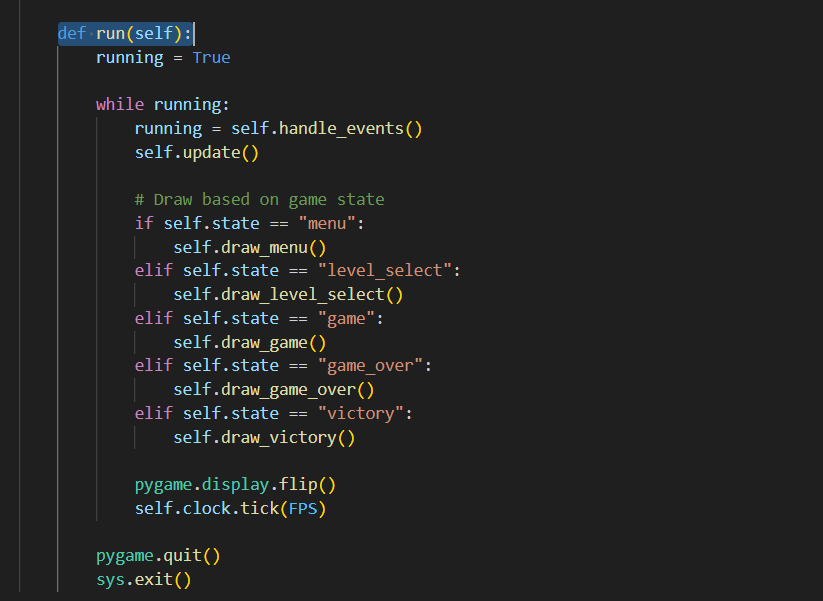 def run(self):
    running = True

    while running:
        running = self.handle_events()
        self.update()

        # Draw based on game state
        if self.state == "menu":
            self.draw_menu()
        elif self.state == "level_select":
            self.draw_level_select()
        elif self.state == "game":
            self.draw_game()
        elif self.state == "game_over":
            self.draw_game_over()
        elif self.state == "victory":
            self.draw_victory()

        pygame.display.flip()
        self.clock.tick(FPS)

    pygame.quit()
    sys.exit()